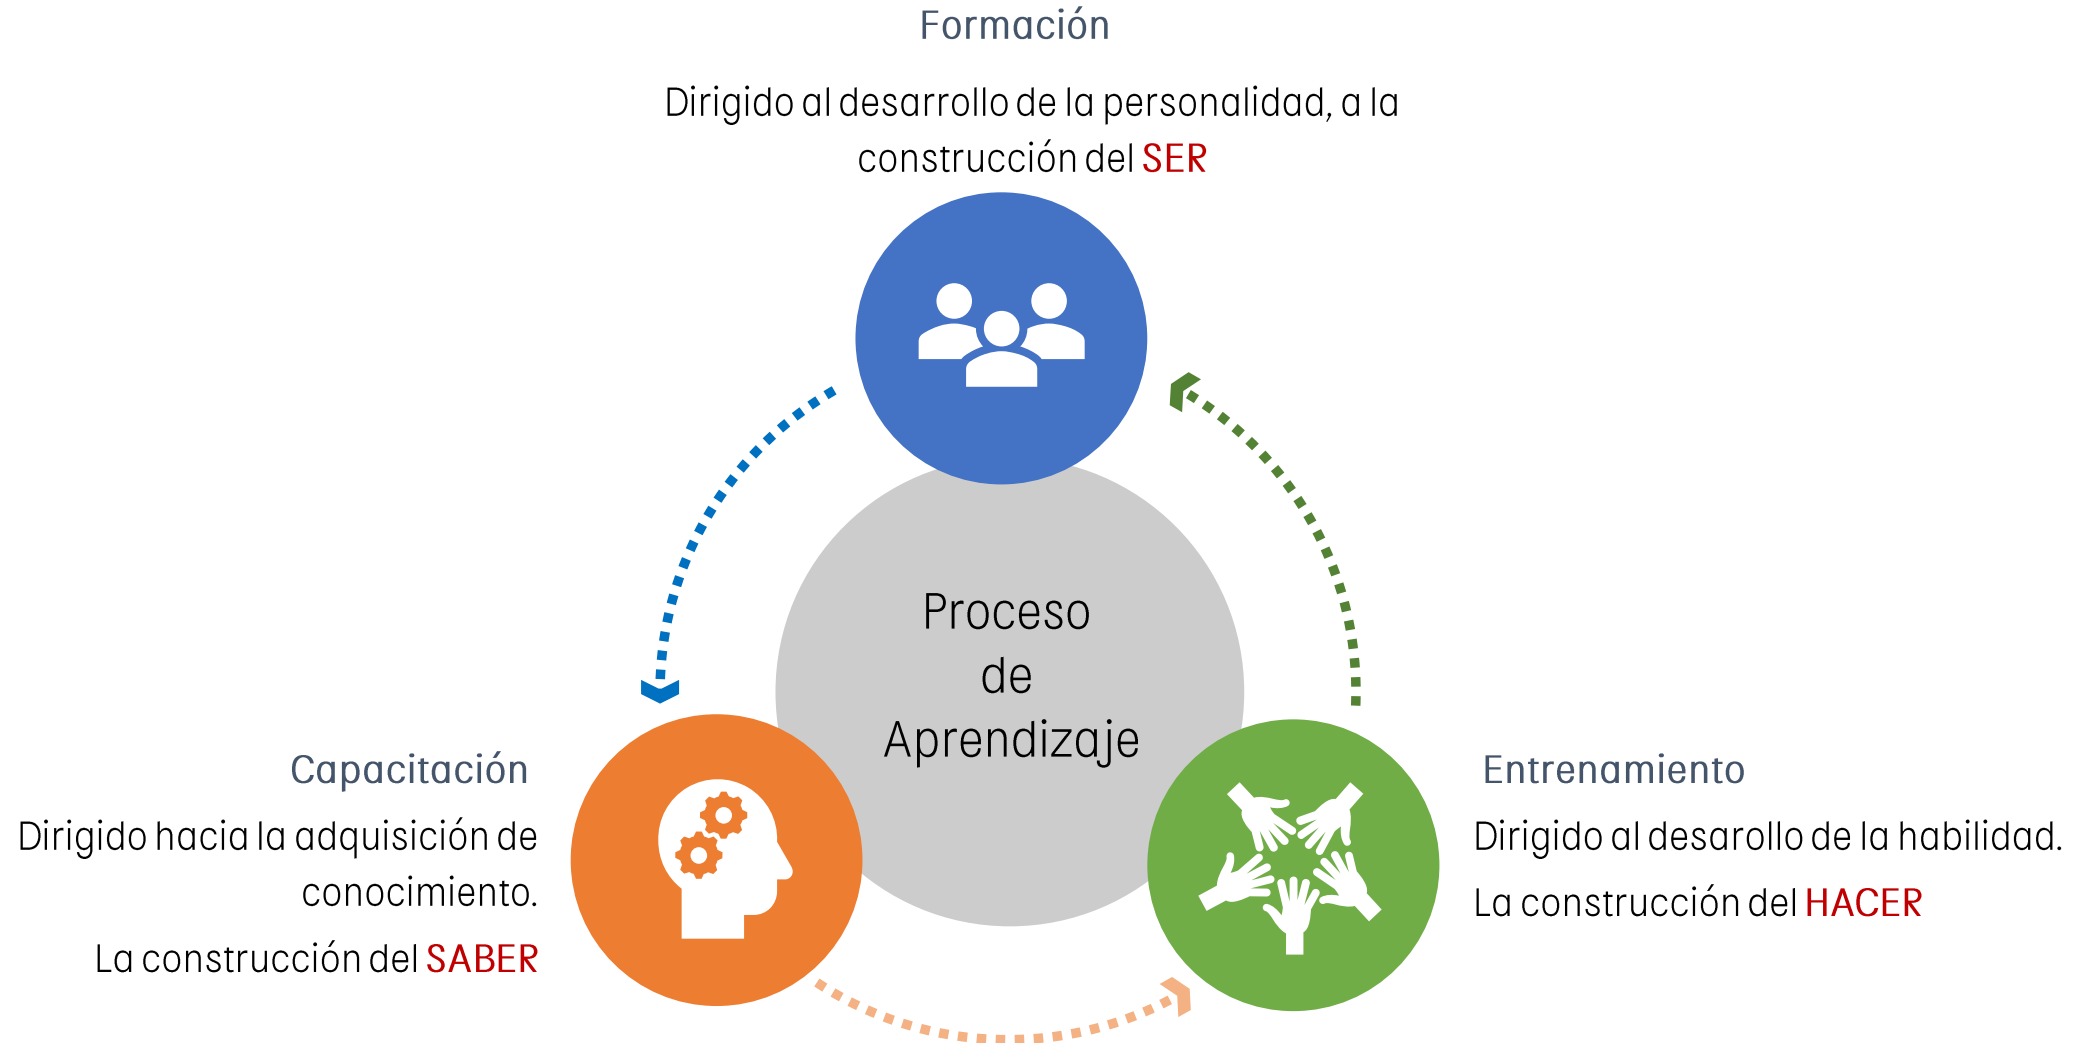 Formación
Dirigido al desarrollo de la personalidad, a la
construcción del SER
Proceso
de
Aprendizaje
Capacitación
Dirigido hacia la adquisición de
conocimiento.
La construcción del SABER
Entrenamiento
Dirigido al desarollo de la habilidad.
La construcción del HACER